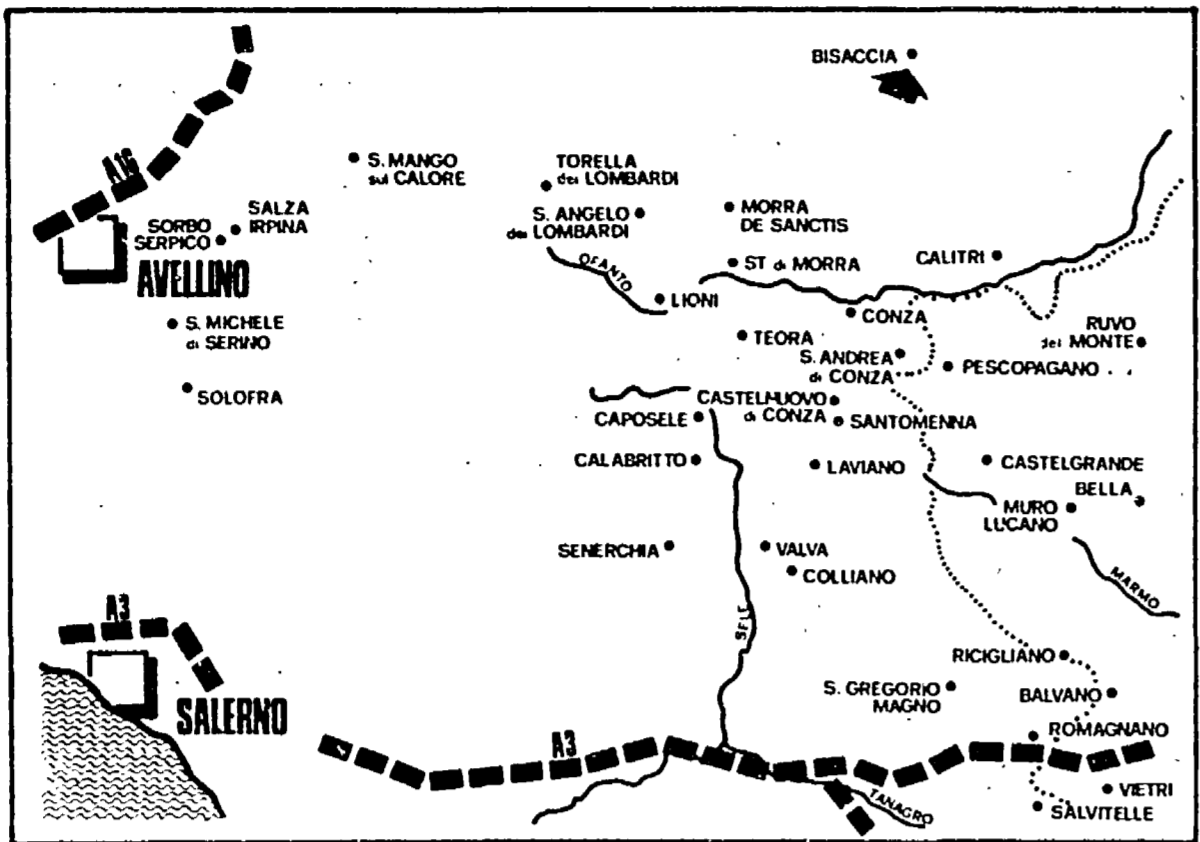 BISACCIA
A16
S. MANGO
sul CALORE
TORELLA
dei LOMBARDI
SALZA
IRPINA
SORBO
SERPICO
S. ANGELO
dei LOMBARDI
MORRA
DE SANCTIS
AVELLINO
OFANTO
ST di MORRA
CALITRI
LIONI
CONZA
S. MICHELE
di SERINO
TEORA
RUVO
del MONTE
S. ANDREA
di CONZA
PESCOPAGANO
SOLOFRA
CASTELNUOVO
di CONZA
CAPOSELE
SANTOMENNA
CALABRITTO
LAVIANO
CASTELGRANDE
BELLA
MURO
LUCANO
SENERCHIA
VALVA
COLLIANO
MARMO
A3
SELE
RICIGLIANO
S. GREGORIO
MAGNO
BALVANO
SALERNO
ROMAGNANO
A3
TANAGRO
VIETRI
SALVITELLE